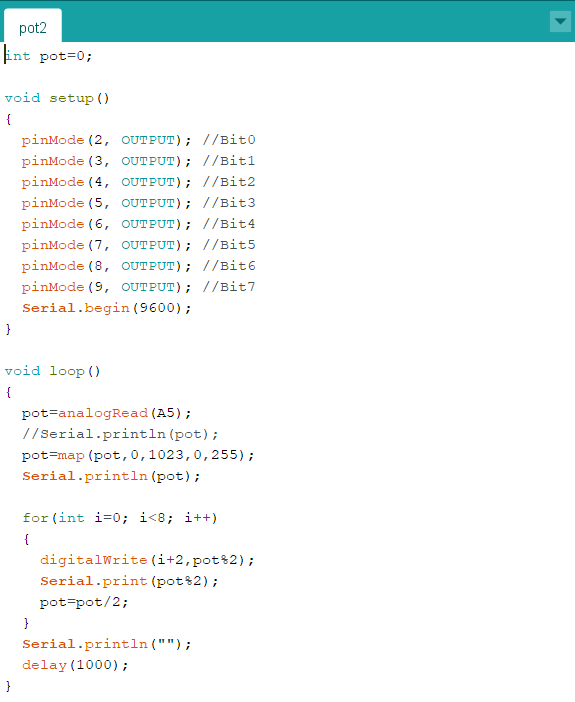 pot2
int pot=0;
void setup()
{
pinMode(2, OUTPUT); //Bit0
pinMode(3, OUTPUT); //Bit1
pinMode(4, OUTPUT); //Bit2
pinMode(5, OUTPUT); //Bit3
pinMode(6, OUTPUT); //Bit4
pinMode(7, OUTPUT); //Bit5
pinMode(8, OUTPUT); //Bit6
pinMode(9, OUTPUT); //Bit7
Serial.begin(9600);
}
void loop()
{
pot=analogRead(A5);
//Serial.println(pot);
pot=map(pot,0,1023,0,255);
Serial.println(pot);
for(int i=0; i<8; i++)
{
digitalWrite(i+2,pot%2);
Serial.print(pot%2);
pot=pot/2;
}
Serial.println("");
delay(1000);
}